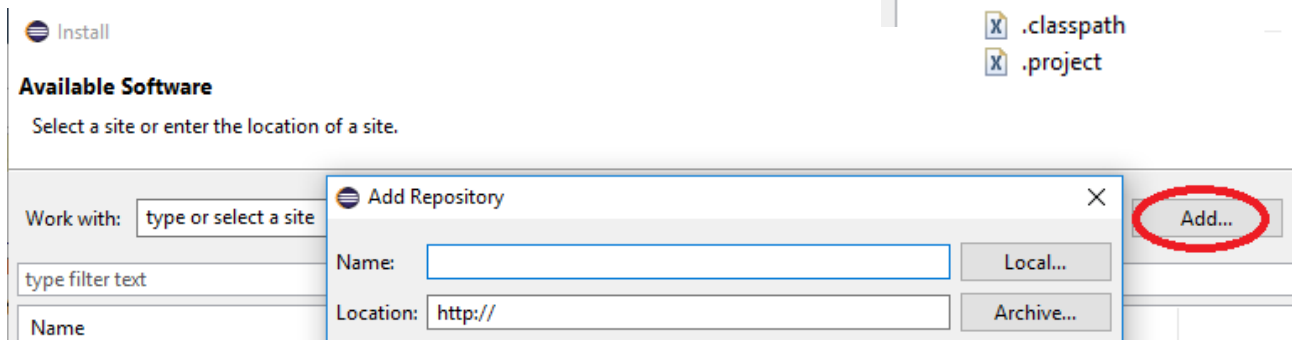 Install
.classpath
.project
Available Software
Select a site or enter the location of a site.
Add Repository
Work with: type or select a site
Add...
Name:
Local...
type filter text
Location: http://
Archive...
Name